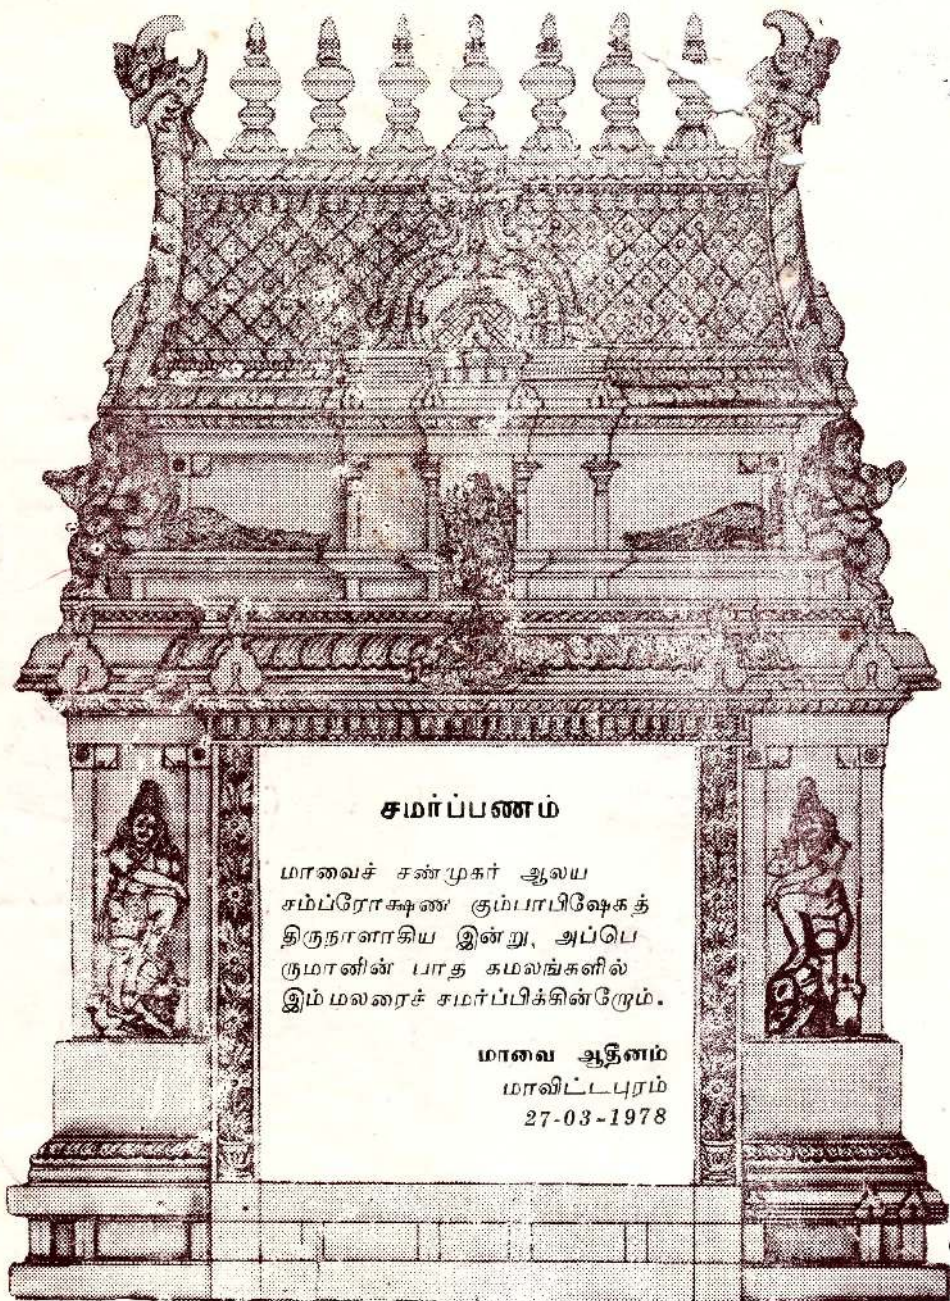 சமர்ப்பணம்
மாவைச் சண்முகர் ஆலய
சம்ப்ரோக்ஷண கும்பாபிஷேகத்
திருநாளாகிய இன்று, அப்பெ
ருமானின் பாத கமலங்களில்
இம்மலரைச் சமர்ப்பிக்கின்றோம்.
மாவை ஆதீனம்
மாவிட்டபுரம்
27-03-1978